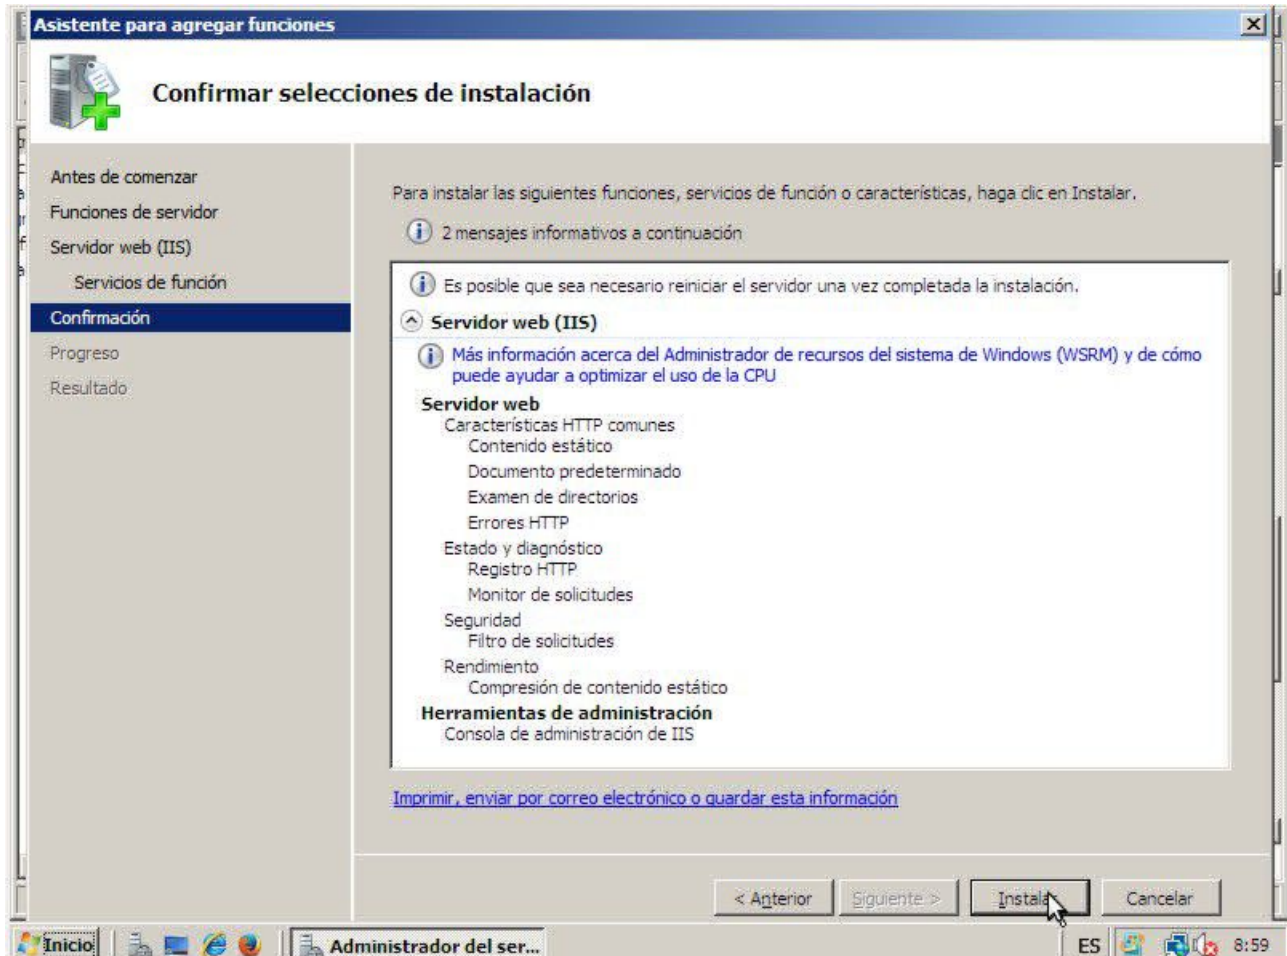 Asistente para agregar funciones
Confirmar selecciones de instalación
Antes de comenzar
Funciones de servidor
Servidor web (IIS)
Servicios de función
Confirmación
Progreso
Resultado
Para instalar las siguientes funciones, servicios de función o características, haga clic en Instalar.
2 mensajes informativos a continuación
Es posible que sea necesario reiniciar el servidor una vez completada la instalación.
Servidor web (IIS)
Más información acerca del Administrador de recursos del sistema de Windows (WSRM) y de cómo
puede ayudar a optimizar el uso de la CPU
Servidor web
Características HTTP comunes
Contenido estático
Documento predeterminado
Examen de directorios
Errores HTTP
Estado y diagnóstico
Registro HTTP
Monitor de solicitudes
Seguridad
Filtro de solicitudes
Rendimiento
Compresión de contenido estático
Herramientas de administración
Consola de administración de IIS
Imprimir, enviar por correo electrónico o guardar esta información
< Anterior
Siguiente >
Instalar
Cancelar
Inicio
Administrador del ser...
ES
8:59